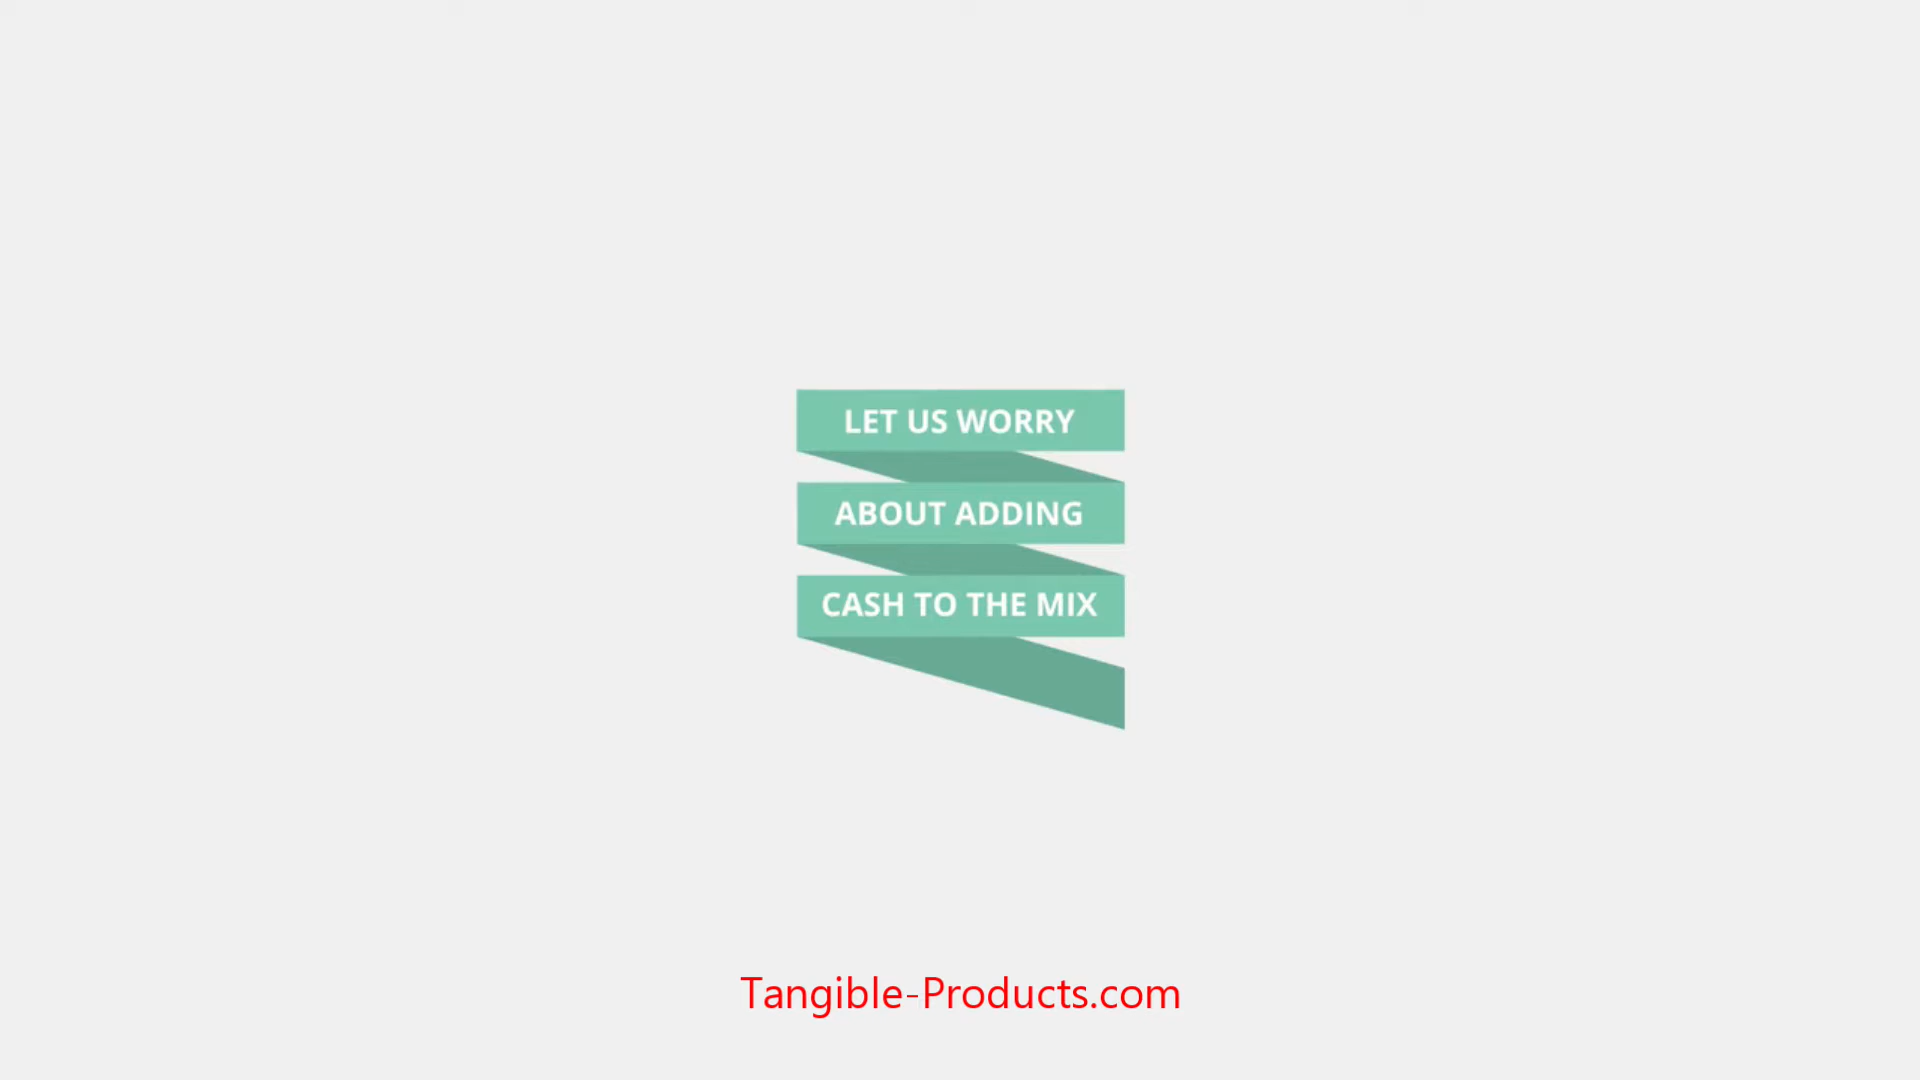 LET US WORRY
ABOUT ADDING
CASH TO THE MIX
Tangible-Products.com